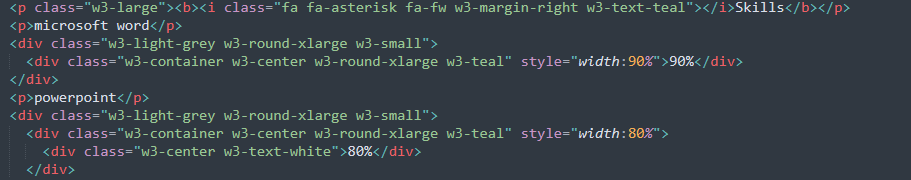 <p class="w3-large"><b><i class="fa fa-asterisk fa-fw w3-margin-right w3-text-teal"></i>Skills</b></p>
<p>microsoft word</p>
<div class="w3-light-grey w3-round-xlarge w3-small">
  <div class="w3-container w3-center w3-round-xlarge w3-teal" style="width:90%">90%</div>
</div>
<p>powerpoint</p>
<div class="w3-light-grey w3-round-xlarge w3-small">
  <div class="w3-container w3-center w3-round-xlarge w3-teal" style="width:80%">
    <div class="w3-center w3-text-white">80%</div>
  </div>